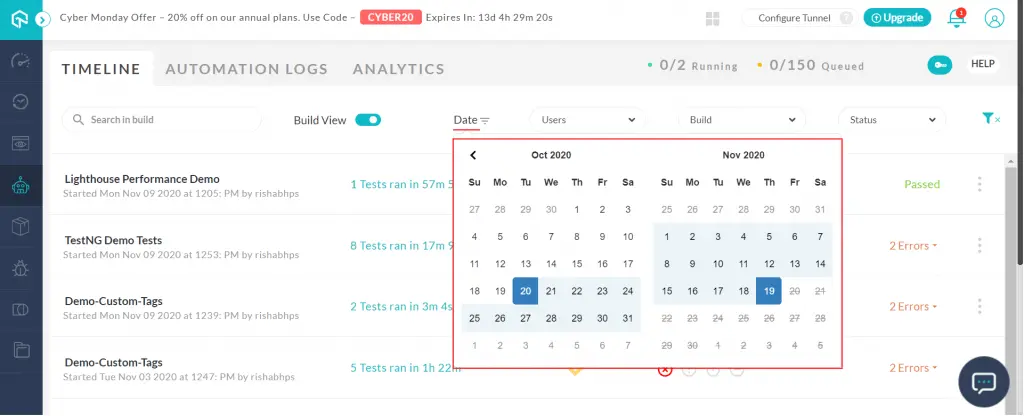 Cyber Monday Offer – 20% off on our annual plans. Use Code – CYBER20 Expires In: 13d 4h 29m 20s
Configure Tunnel ? Upgrade 1
TIMELINE AUTOMATION LOGS ANALYTICS 0/2 Running 0/150 Queued HELP
Search in build Build View Date Users Build Status
Oct 2020 Nov 2020
Su Mo Tu We Th Fr Sa Su Mo Tu We Th Fr Sa
27 28 29 30 1 2 3 25 26 27 28 29 30 31
4 5 6 7 8 9 10 1 2 3 4 5 6 7
11 12 13 14 15 16 17 8 9 10 11 12 13 14
18 19 20 21 22 23 24 15 16 17 18 19 20 21
25 26 27 28 29 30 31 22 23 24 25 26 27 28
1 2 3 4 5 6 7 29 30 1 2 3 4 5
Lighthouse Performance Demo
Started Mon Nov 09 2020 at 1205: PM by rishabhps
1 Tests ran in 57m 5
Passed
TestNG Demo Tests
Started Mon Nov 09 2020 at 1253: PM by rishabhps
8 Tests ran in 17m 9
2 Errors
Demo-Custom-Tags
Started Mon Nov 09 2020 at 1239: PM by rishabhps
2 Tests ran in 3m 4s
2 Errors
Demo-Custom-Tags
Started Tue Nov 03 2020 at 1247: PM by rishabhps
5 Tests ran in 1h 22m
2 Errors